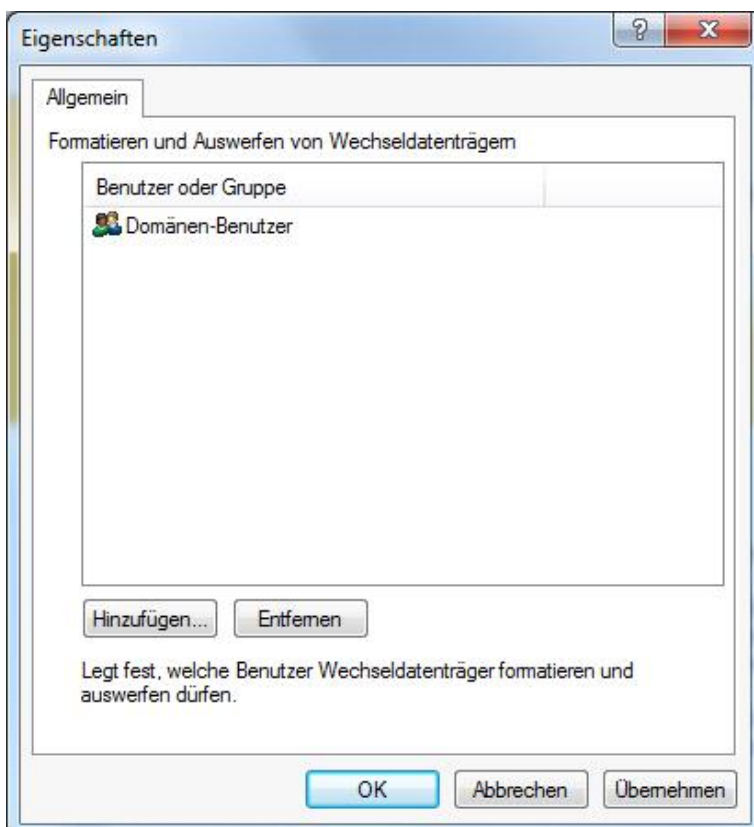 Eigenschaften
?
X
Allgemein
Formatieren und Auswerfen von Wechseldatenträgern
Benutzer oder Gruppe
Domänen-Benutzer
Hinzufügen... Entfernen
Legt fest, welche Benutzer Wechseldatenträger formatieren und
auswerfen dürfen.
OK Abbrechen Übernehmen